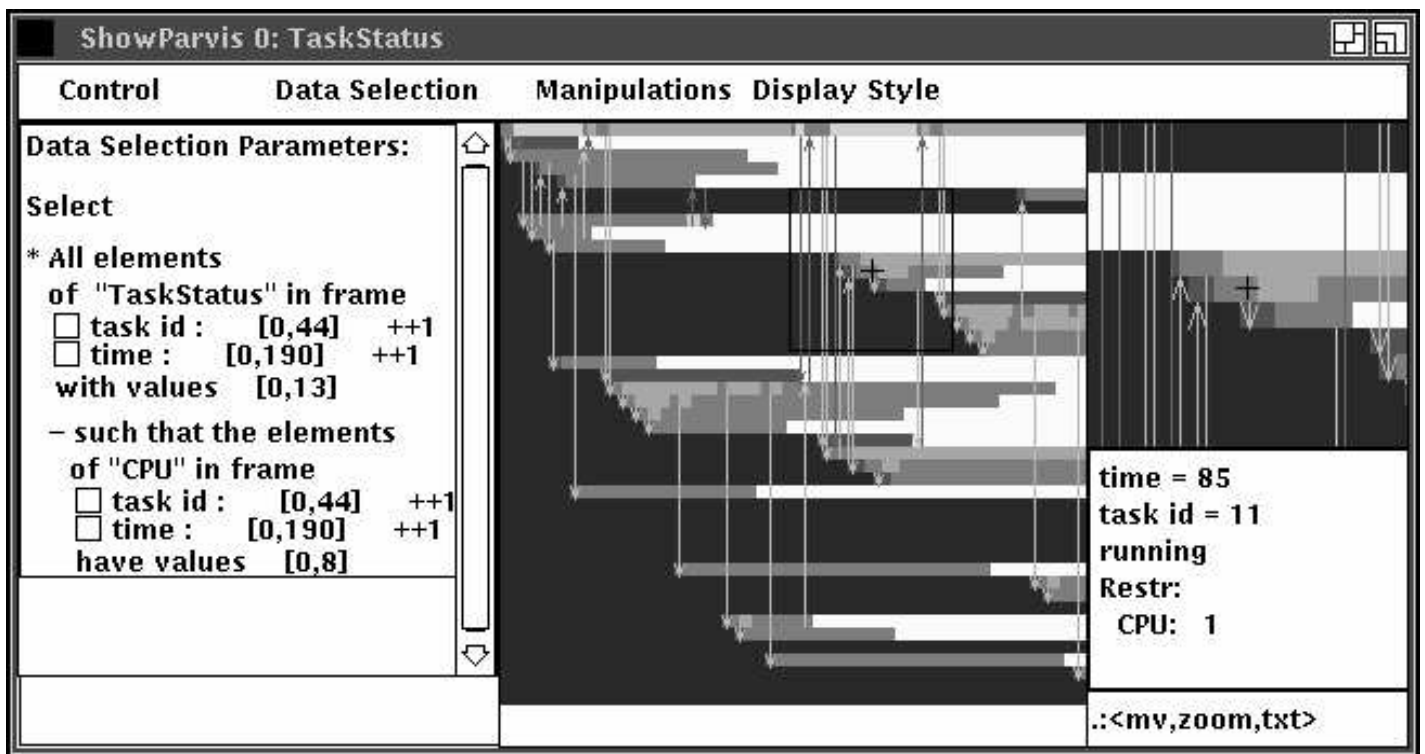 ShowParvis 0: TaskStatus
Control Data Selection Manipulations Display Style
Data Selection Parameters:
Select
* All elements
of "TaskStatus" in frame
task id : [0,44] ++1
time : [0,190] ++1
with values [0,13]
– such that the elements
of "CPU" in frame
task id : [0,44] ++1
time : [0,190] ++1
have values [0,8]
time = 85
task id = 11
running
Restr:
CPU: 1
.:<mv,zoom,txt>